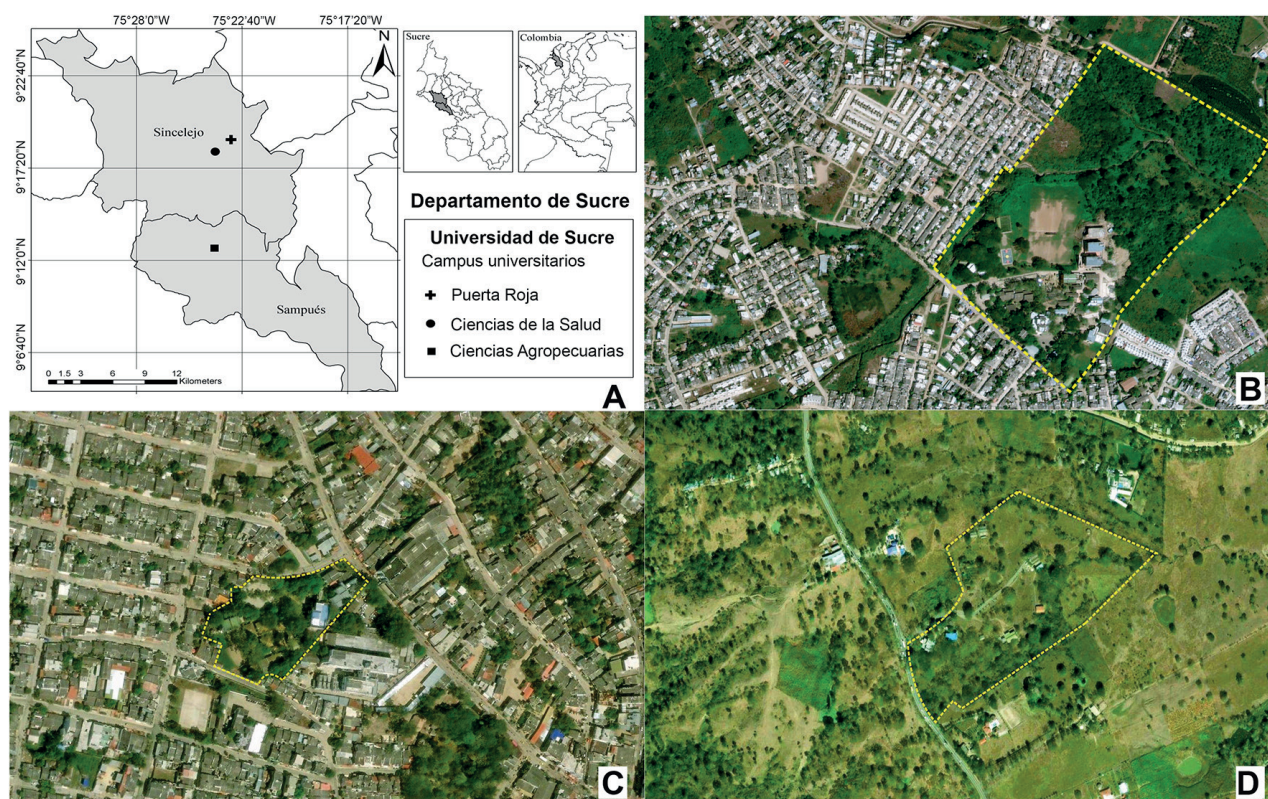 75°28'0"W 75°22'40"W 75°17'20"W
9°22'40"N
9°17'20"N
9°12'0"N
9°6'40"N
N
Sincelejo
Sampués
0 1.5 3 6 9 12
Kilometers
Sucre
Colombia
Departamento de Sucre
Universidad de Sucre
Campus universitarios
Puerta Roja
Ciencias de la Salud
Ciencias Agropecuarias
A
B
C
D